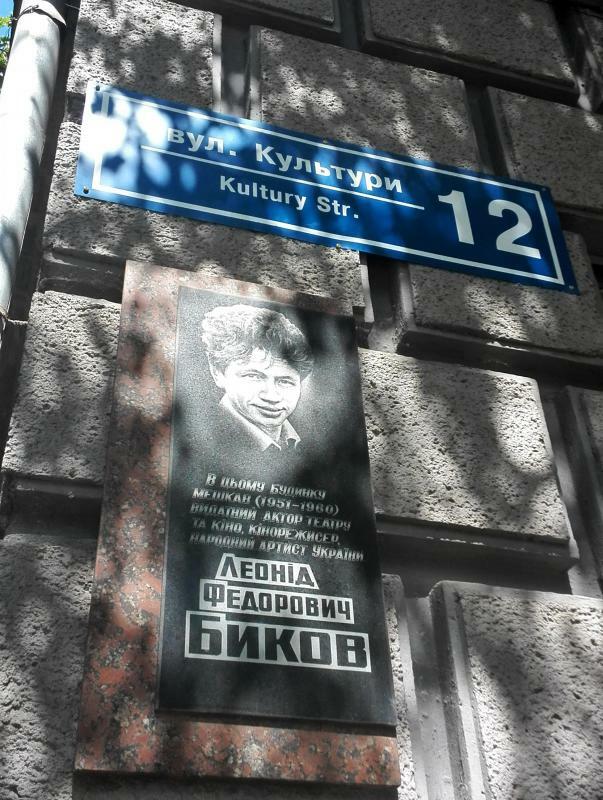 вул. Культури
Kultury Str.
12
В ЦЬОМУ БУДИНКУ
МЕШКАВ (1951-1960)
ВИДАТНИЙ АКТОР ТЕАТРУ
ТА КІНО, КІНОРЕЖИСЕР,
НАРОДНИЙ АРТИСТ УКРАЇНИ
ЛЕОНІД
ФЕДОРОВИЧ
БИКОВ